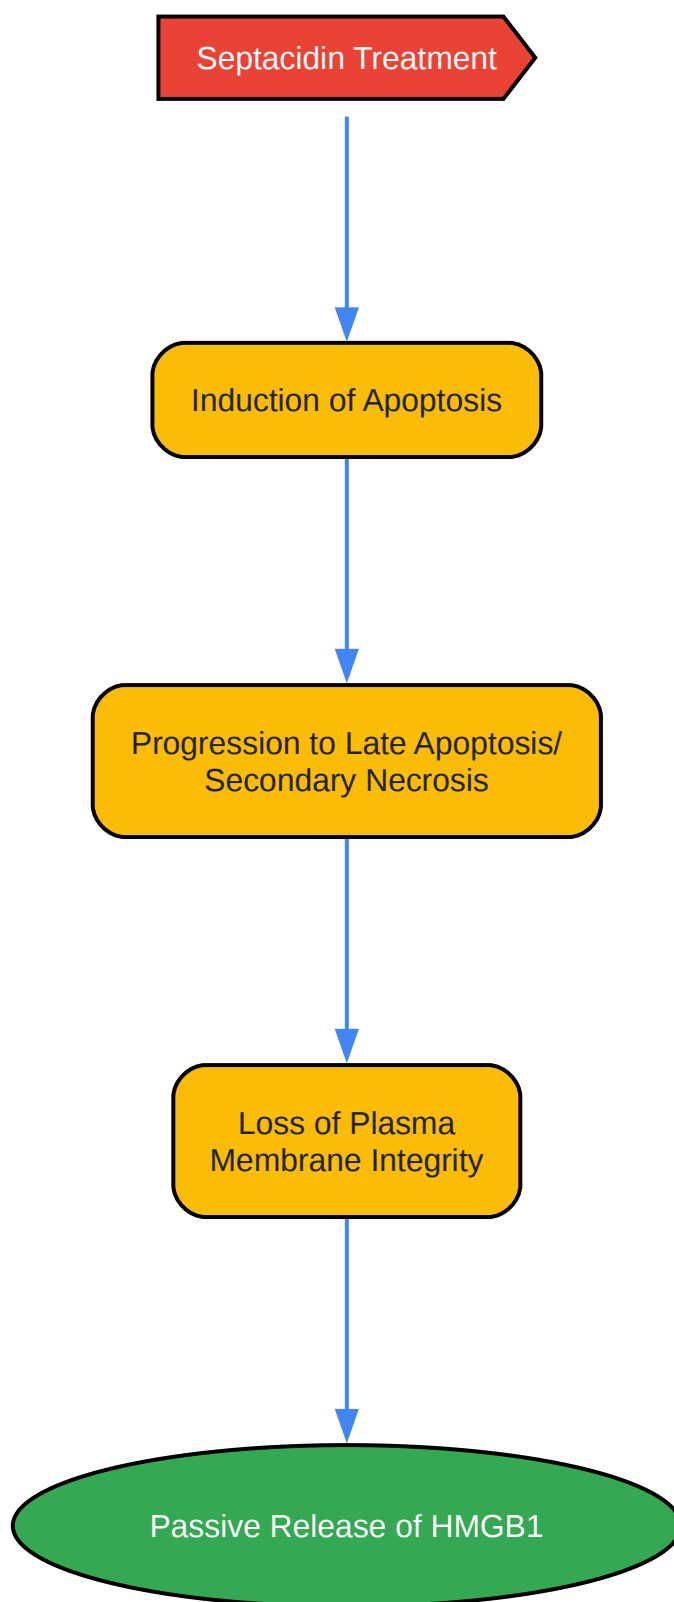 Septacidin Treatment
Induction of Apoptosis
Progression to Late Apoptosis/
Secondary Necrosis
Loss of Plasma
Membrane Integrity
Passive Release of HMGB1